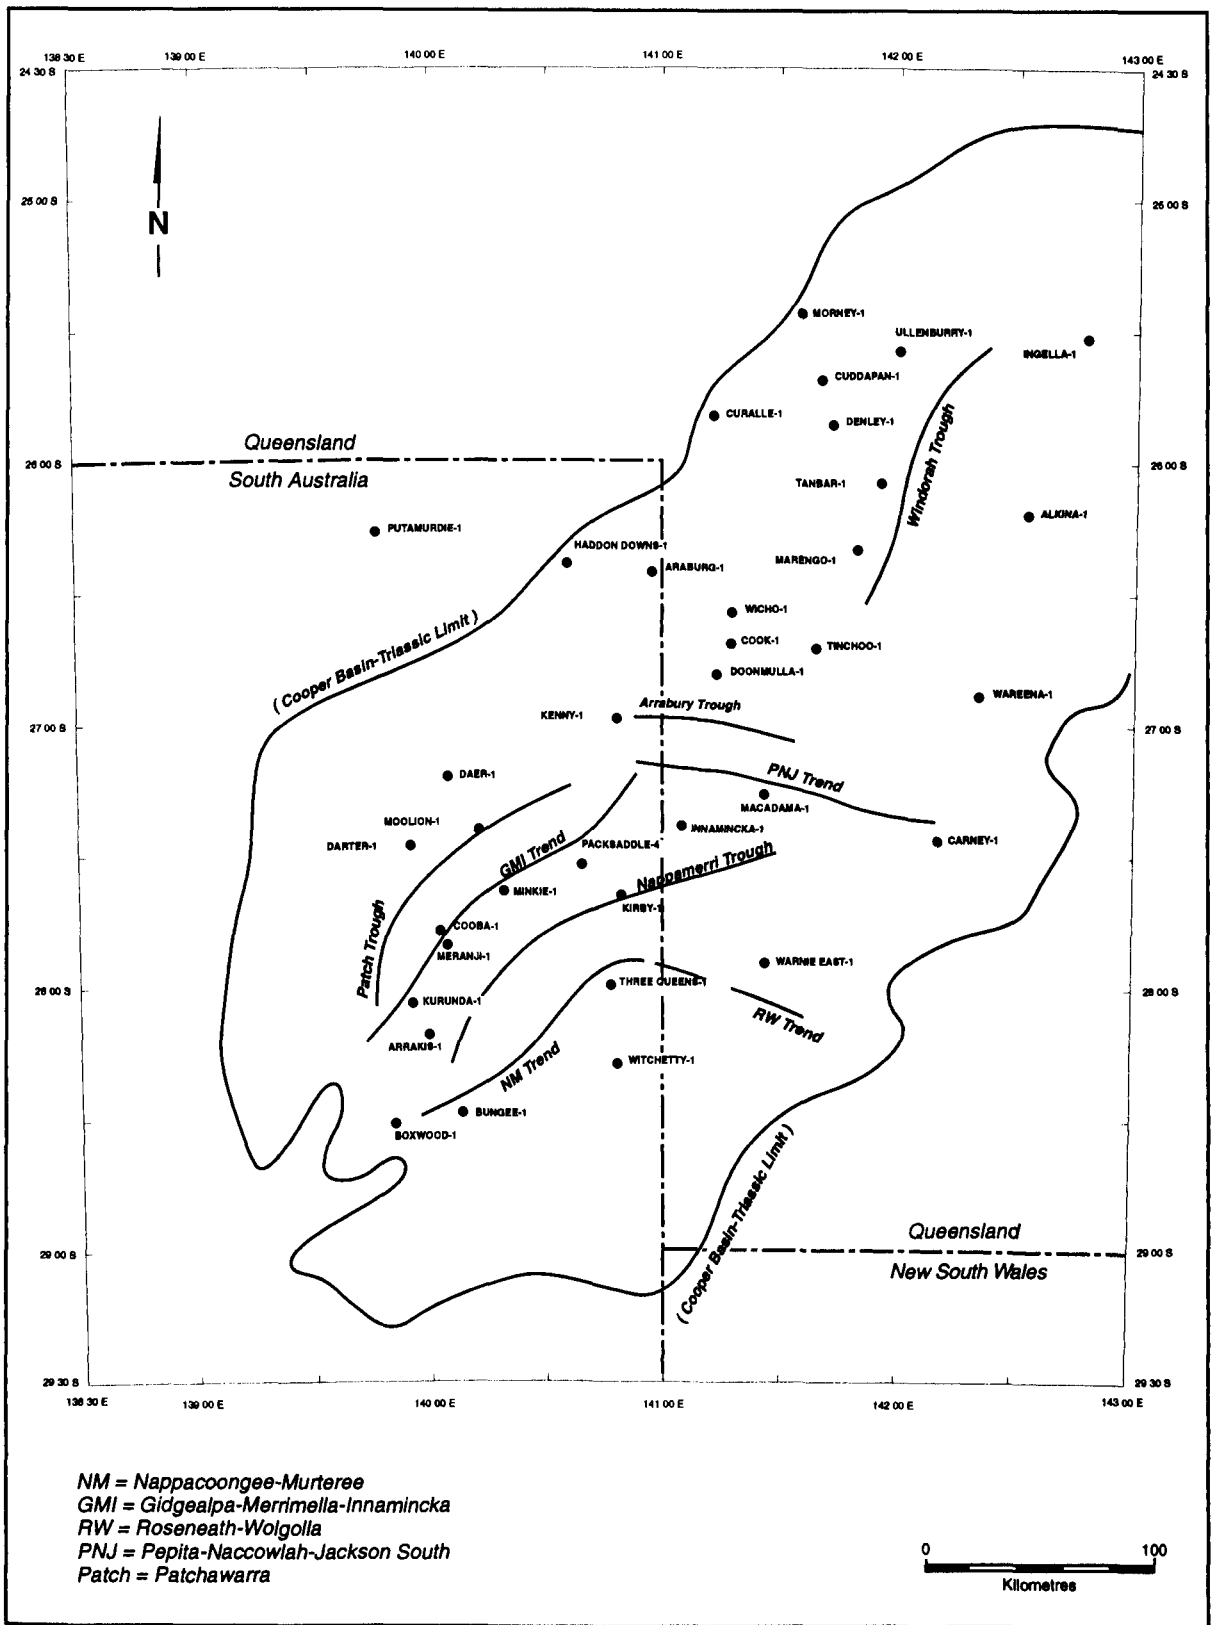 138 30 E
139 00 E
140 00 E
141 00 E
142 00 E
143 00 E
24 30 S
24 30 S
25 00 S
25 00 S
N
MORNEY-1
ULLENBURRY-1
INGELLA-1
CUDDAPAN-1
CURALLE-1
DENLEY-1
Queensland
South Australia
26 00 S
26 00 S
TANBAR-1
Windorah Trough
ALKINA-1
PUTAMURDIE-1
HADDON DOWNS-1
ARABURG-1
MARENGO-1
WICHO-1
COOK-1
TINCHOO-1
DOONMULLA-1
( Cooper Basin-Triassic Limit )
WAREENA-1
Arrabury Trough
KENNY-1
27 00 S
27 00 S
DAER-1
PNJ Trend
MACADAMA-1
MOOLION-1
INNAMINCKA-1
DARTER-1
GMI Trend
PACKSADDLE-4
CARNEY-1
Nappamerri Trough
MINKIE-1
KIRBY-1
COOBA-1
MERANJI-1
Patch Trough
WARNIE EAST-1
THREE QUEENS-1
28 00 S
28 00 S
KURUNDA-1
RW Trend
ARRAKIS-1
NM Trend
WITCHETTY-1
BUNGEE-1
BOXWOOD-1
( Cooper Basin-Triassic Limit )
Queensland
New South Wales
29 00 S
29 00 S
29 30 S
29 30 S
138 30 E
139 00 E
140 00 E
141 00 E
142 00 E
143 00 E
NM = Nappacoongee-Murteree
GMI = Gidgealpa-Merrimelia-Innamincka
RW = Roseneath-Wolgolla
PNJ = Pepita-Naccowlah-Jackson South
Patch = Patchawarra
0 100
Kilometres